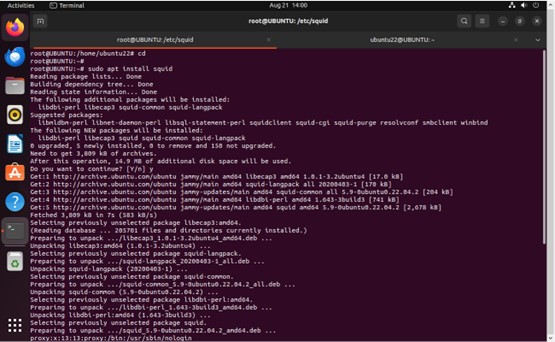 Activities
Terminal
Aug 21 14:00
root@UBUNTU: /etc/squid
root@UBUNTU: /etc/squid
ubuntu22@UBUNTU: ~
root@UBUNTU:/home/ubuntu22# cd
root@UBUNTU:~#
root@UBUNTU:~# sudo apt install squid
Reading package lists... Done
Building dependency tree... Done
Reading state information... Done
The following additional packages will be installed:
libdbi-perl libecap3 squid-common squid-langpack
Suggested packages:
libmldbm-perl libnet-daemon-perl libsql-statement-perl squidclient squid-cgi squid-purge resolvconf smbclient winbind
The following NEW packages will be installed:
libdbi-perl libecap3 squid squid-common squid-langpack
0 upgraded, 5 newly installed, 0 to remove and 150 not upgraded.
Need to get 3,809 kB of archives.
After this operation, 14.9 MB of additional disk space will be used.
Do you want to continue? [Y/n] y
Get:1 http://archive.ubuntu.com/ubuntu jammy/main amd64 libecap3 amd64 1.0.1-3.2ubuntu4 [17.0 kB]
Get:2 http://archive.ubuntu.com/ubuntu jammy/main amd64 squid-langpack all 20200403-1 [170 kB]
Get:3 http://archive.ubuntu.com/ubuntu jammy-updates/main amd64 squid-common all 5.9-0ubuntu0.22.04.2 [204 kB]
Get:4 http://archive.ubuntu.com/ubuntu jammy/main amd64 libdbi-perl amd64 1.643-3build3 [741 kB]
Get:5 http://archive.ubuntu.com/ubuntu jammy-updates/main amd64 squid amd64 5.9-0ubuntu0.22.04.2 [2,678 kB]
Fetched 3,809 kB in 7s (583 kB/s)
Selecting previously unselected package libecap3:amd64.
(Reading database ... 205701 files and directories currently installed.)
Preparing to unpack .../libecap3_1.0.1-3.2ubuntu4_amd64.deb ...
Unpacking libecap3:amd64 (1.0.1-3.2ubuntu4) ...
Selecting previously unselected package squid-langpack.
Preparing to unpack .../squid-langpack_20200403-1_all.deb ...
Unpacking squid-langpack (20200403-1) ...
Selecting previously unselected package squid-common.
Preparing to unpack .../squid-common_5.9-0ubuntu0.22.04.2_all.deb ...
Unpacking squid-common (5.9-0ubuntu0.22.04.2) ...
Selecting previously unselected package libdbi-perl:amd64.
Preparing to unpack .../libdbi-perl_1.643-3build3_amd64.deb ...
Unpacking libdbi-perl:amd64 (1.643-3build3) ...
Selecting previously unselected package squid.
Preparing to unpack .../squid_5.9-0ubuntu0.22.04.2_amd64.deb ...
proxy:x:13:13:proxy:/bin:/usr/sbin/nologin